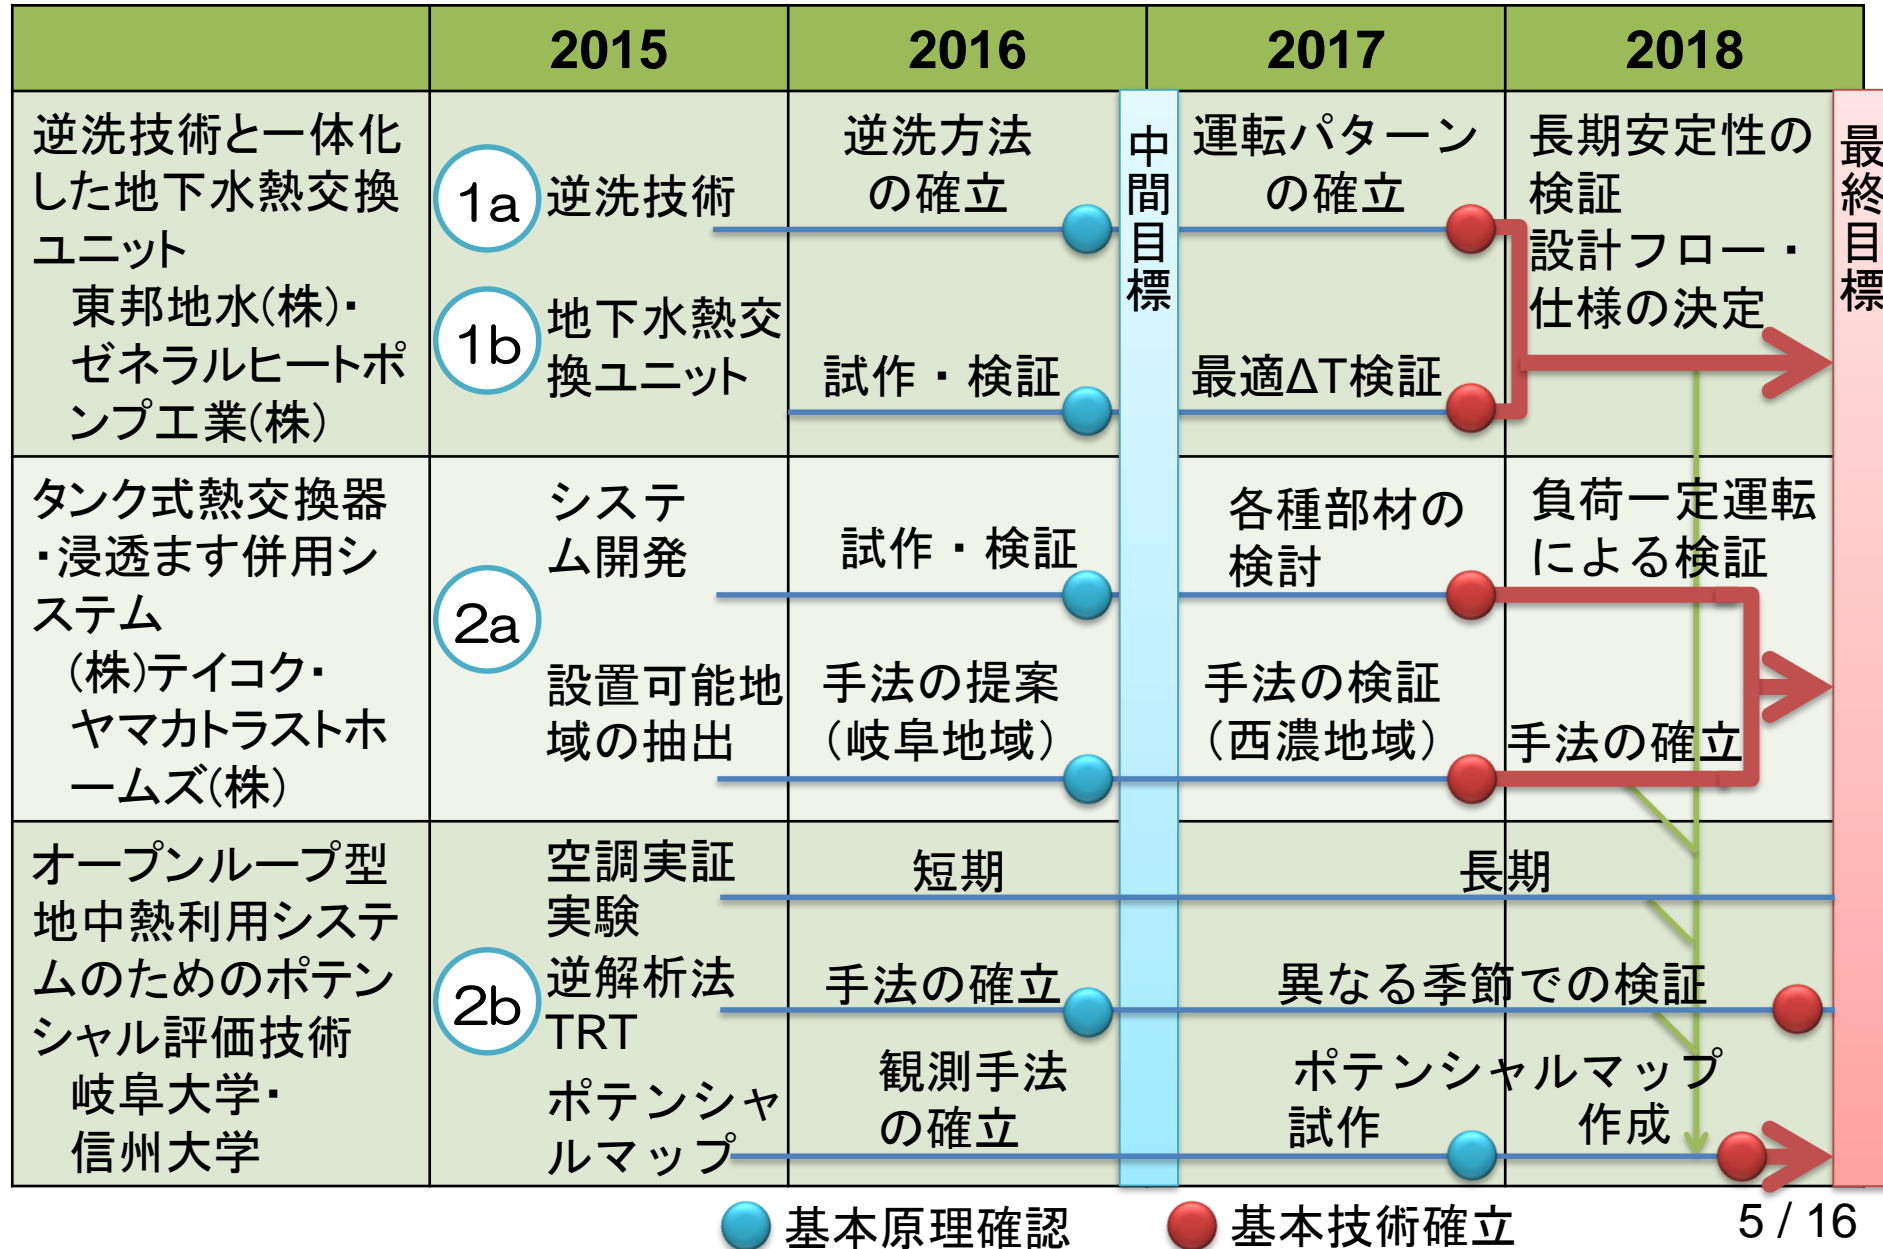 2015
2016
2017
2018
逆洗技術と一体化
した地下水熱交換
ユニット
東邦地水(株)・
ゼネラルヒートポ
ンプ工業(株)
1a
逆洗技術
1b
地下水熱交
換ユニット
逆洗方法
の確立
試作・検証
中間目標
運転パターン
の確立
最適ΔT検証
長期安定性の
検証
設計フロー・
仕様の決定
最終目標
タンク式熱交換器
・浸透ます併用シ
ステム
(株)テイコク・
ヤマカトラストホ
ームズ(株)
2a
システ
ム開発
設置可能地
域の抽出
試作・検証
手法の提案
（岐阜地域）
各種部材の
検討
手法の検証
（西濃地域）
負荷一定運転
による検証
手法の確立
オープンループ型
地中熱利用システ
ムのためのポテン
シャル評価技術
岐阜大学・
信州大学
2b
空調実証
実験
逆解析法
TRT
ポテンシャ
ルマップ
短期
長期
手法の確立
異なる季節での検証
観測手法
の確立
ポテンシャルマップ
試作
作成
基本原理確認
基本技術確立
5 / 16